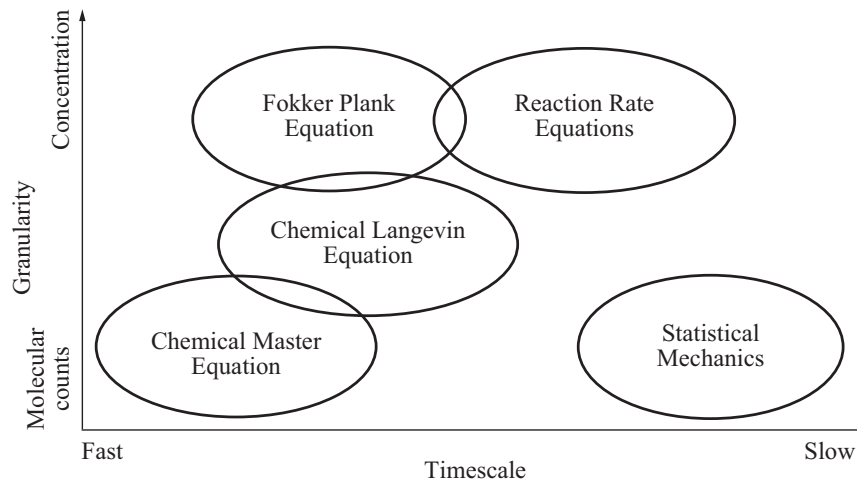 Concentration
Granularity
Molecular
counts
Fokker Plank
Equation
Reaction Rate
Equations
Chemical Langevin
Equation
Chemical Master
Equation
Statistical
Mechanics
Fast
Slow
Timescale